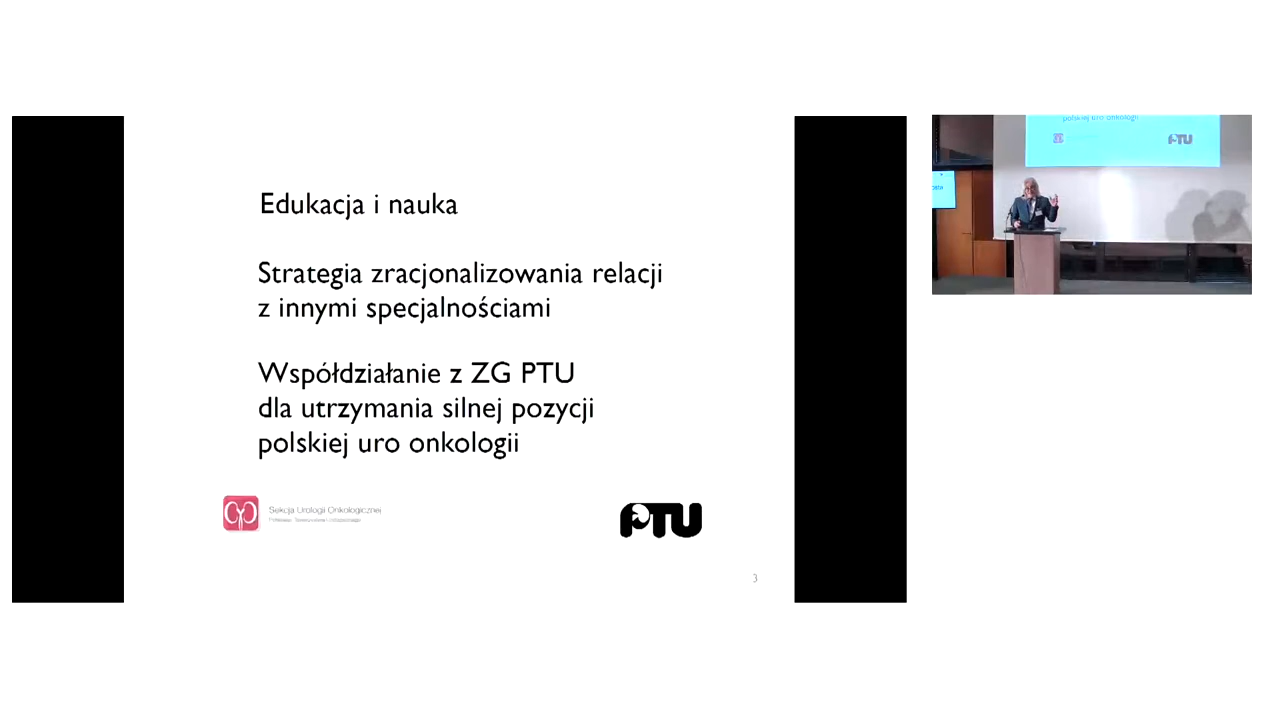 Edukacja i nauka
Strategia zracjonalizowania relacji
z innymi specjalnościami
Współdziałanie z ZG PTU
dla utrzymania silnej pozycji
polskiej uro onkologii
Sekcja Urologii Onkologicznej
PTU
3
polskiej uro onkologii
PTU